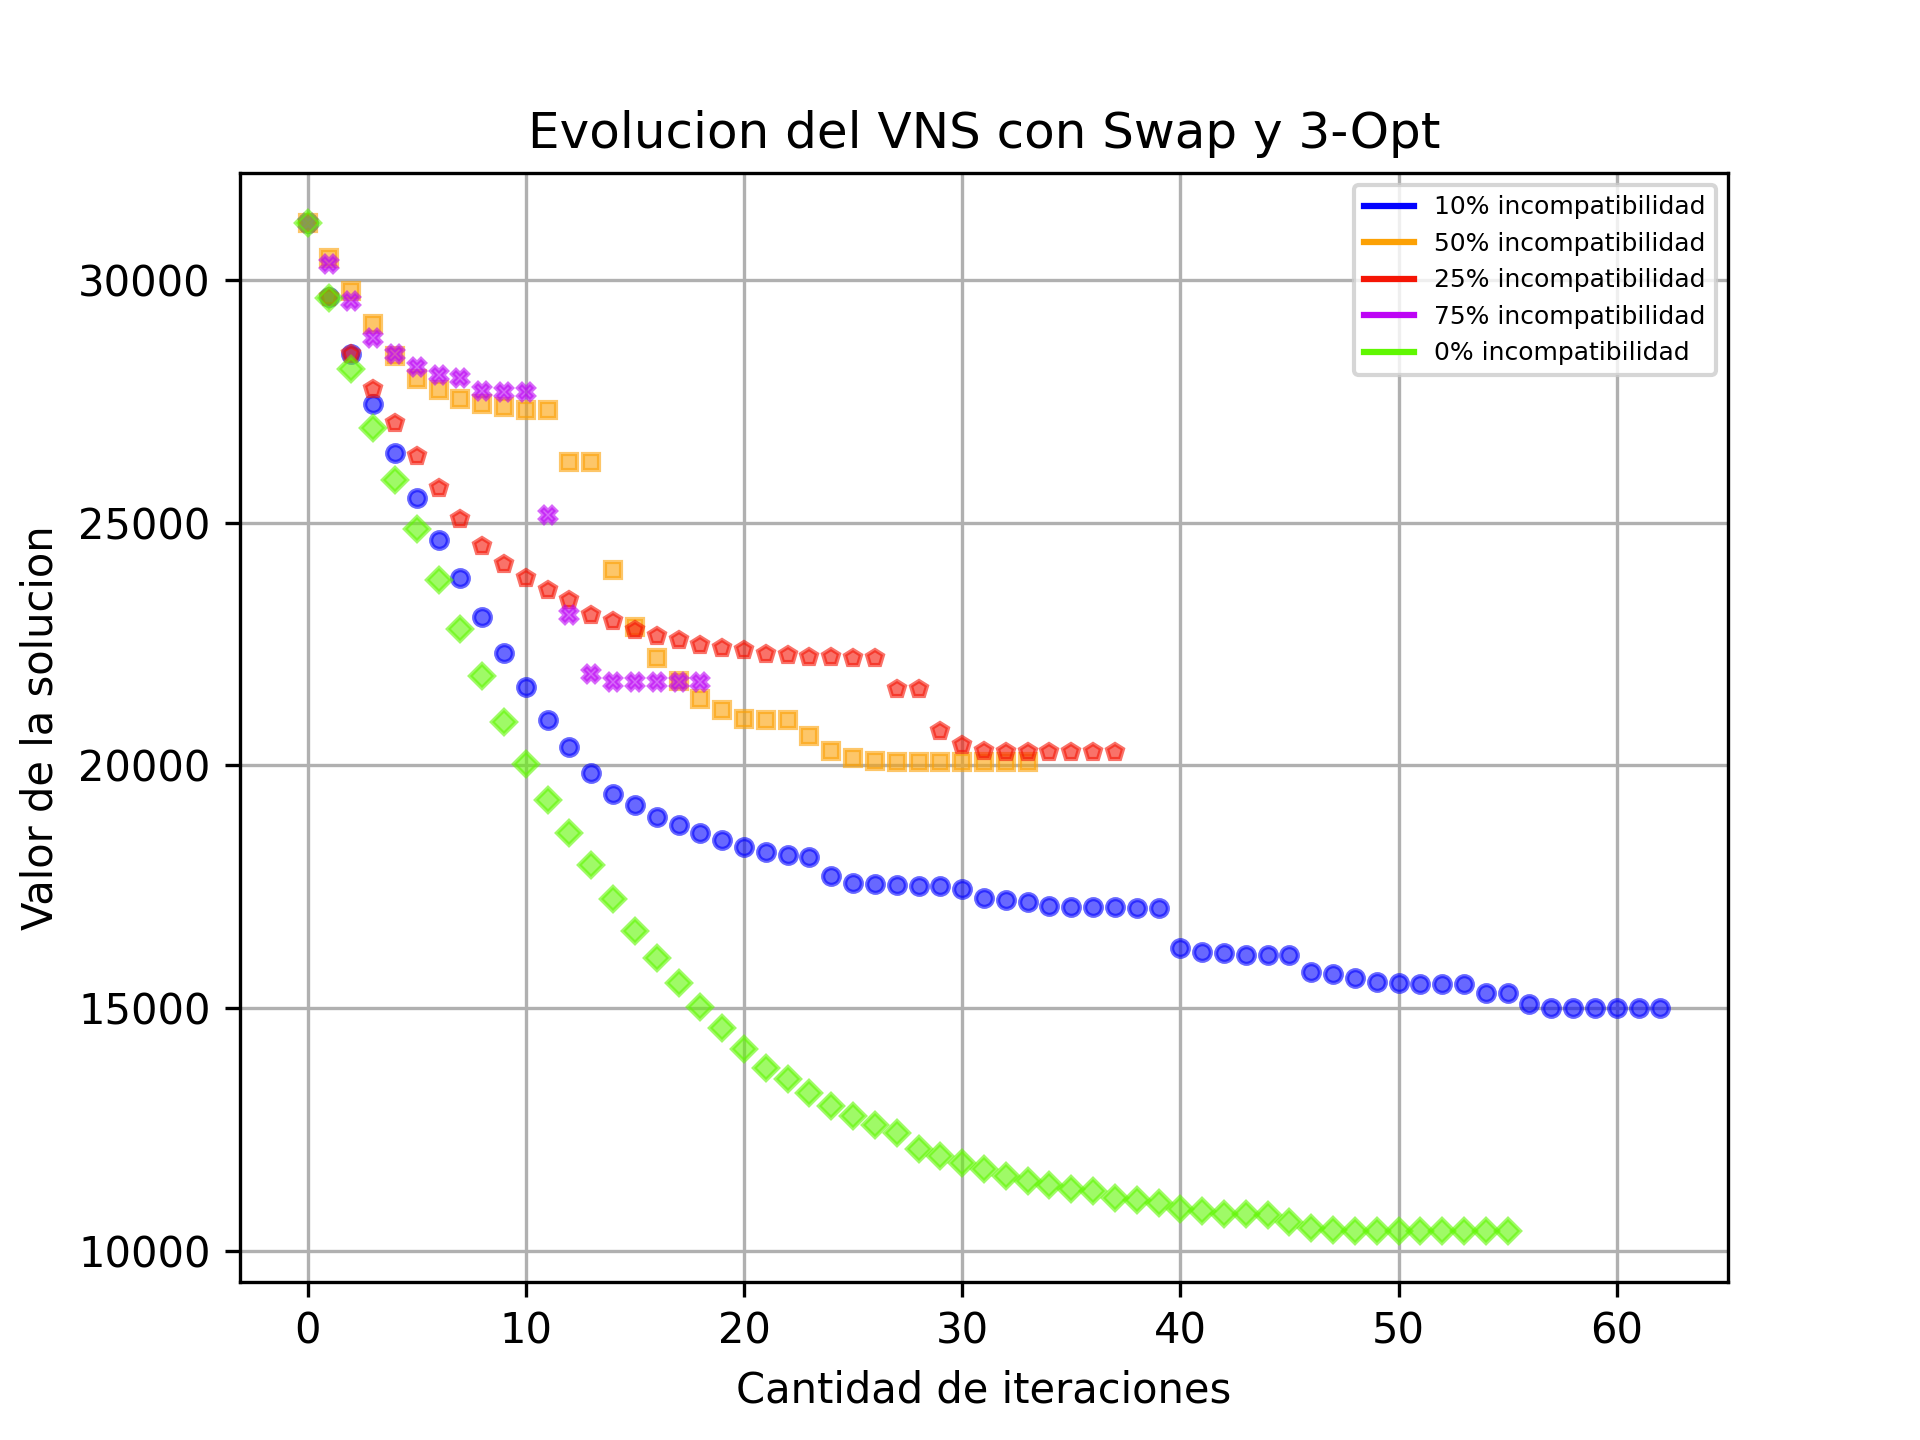 Evolucion del VNS con Swap y 3-Opt
10% incompatibilidad
50% incompatibilidad
25% incompatibilidad
75% incompatibilidad
0% incompatibilidad
30000
25000
20000
15000
10000
Valor de la solucion
0 10 20 30 40 50 60
Cantidad de iteraciones